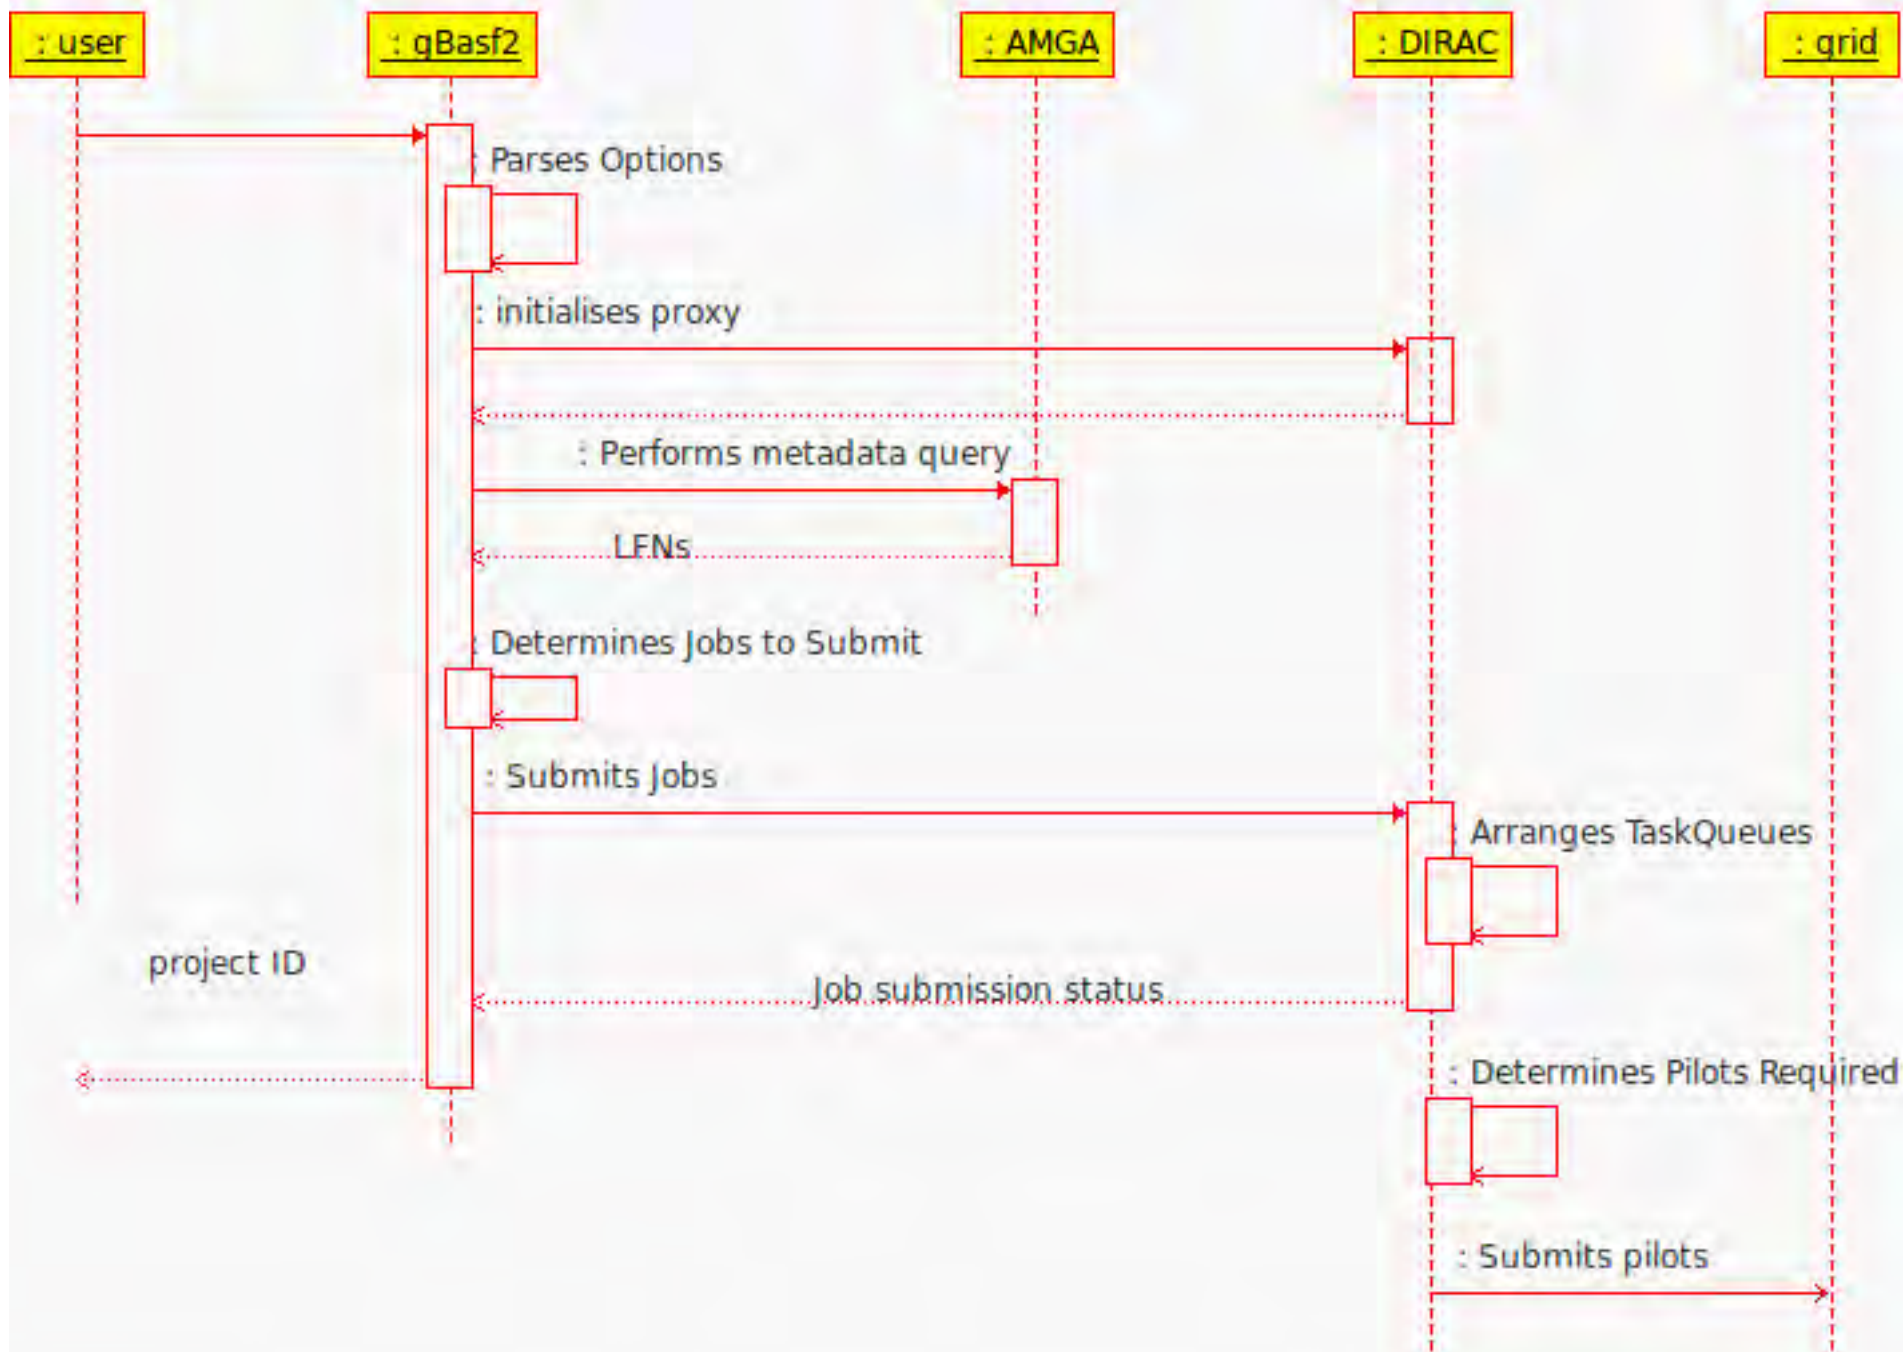 : user
: gBasf2
: AMGA
: DIRAC
: grid
: Parses Options
: initialises proxy
: Performs metadata query
LFNs
: Determines Jobs to Submit
: Submits Jobs
: Arranges TaskQueues
project ID
Job submission status
: Determines Pilots Required
: Submits pilots